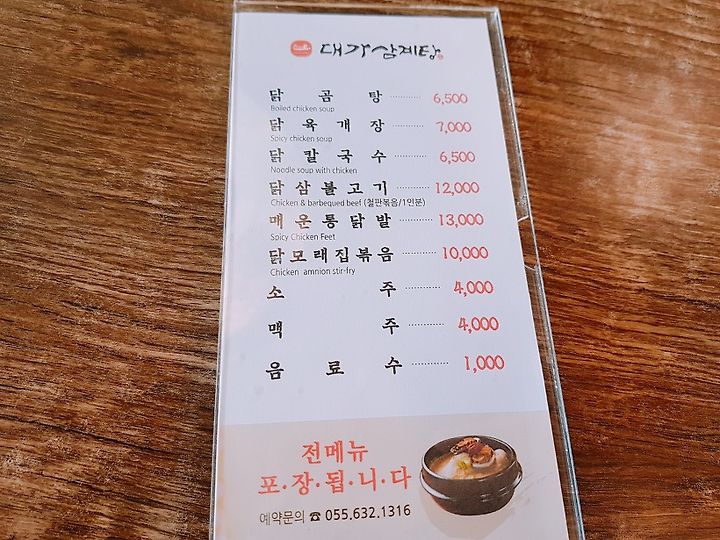 대가삼계탕
닭곰탕 ············ 6,500
Boiled chicken soup
닭육개장 ············ 7,000
Spicy chicken soup
닭칼국수 ············ 6,500
Noodle soup with chicken
닭삼불고기 ············ 12,000
Chicken & barbequed beef (철판볶음/1인분)
매운통닭발 ············ 13,000
Spicy Chicken Feet
닭모래집볶음 ············ 10,000
Chicken amnion stir-fry
소주 ············ 4,000
맥주 ············ 4,000
음료수 ············ 1,000
전메뉴
포·장·됩·니·다
예약문의 ☎ 055.632.1316